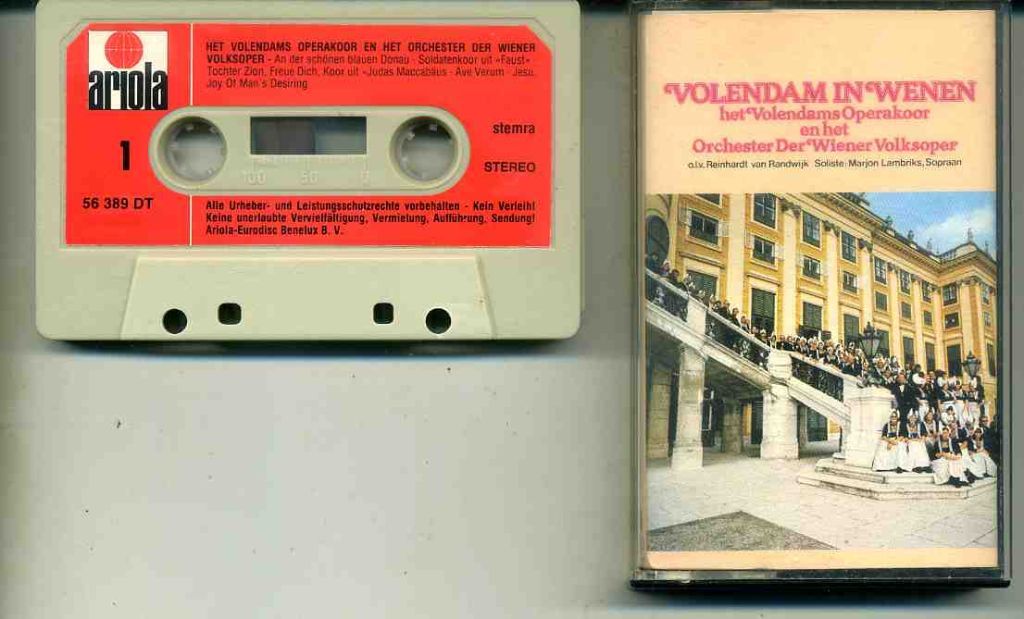 ariola
HET VOLENDAMS OPERAKOOR EN HET ORCHESTER DER WIENER
VOLKSOPER - An der schönen blauen Donau - Soldatenkoor uit «Faust»
Tochter Zion, Freue Dich, Koor uit «Judas Maccabäus - Ave Verum - Jesu,
Joy Of Man's Desiring
1
stemra
STEREO
100 50 0
56 389 DT
Alle Urheber- und Leistungsschutzrechte vorbehalten - Kein Verleih!
Keine unerlaubte Vervielfältigung, Vermietung, Aufführung, Sendung!
Ariola-Eurodisc Benelux B. V.
VOLENDAM IN WENEN
het Volendams Operakoor
en het
Orchester Der Wiener Volksoper
o.l.v. Reinhardt van Randwijk Soliste: Marjon Lambriks, Sopraan